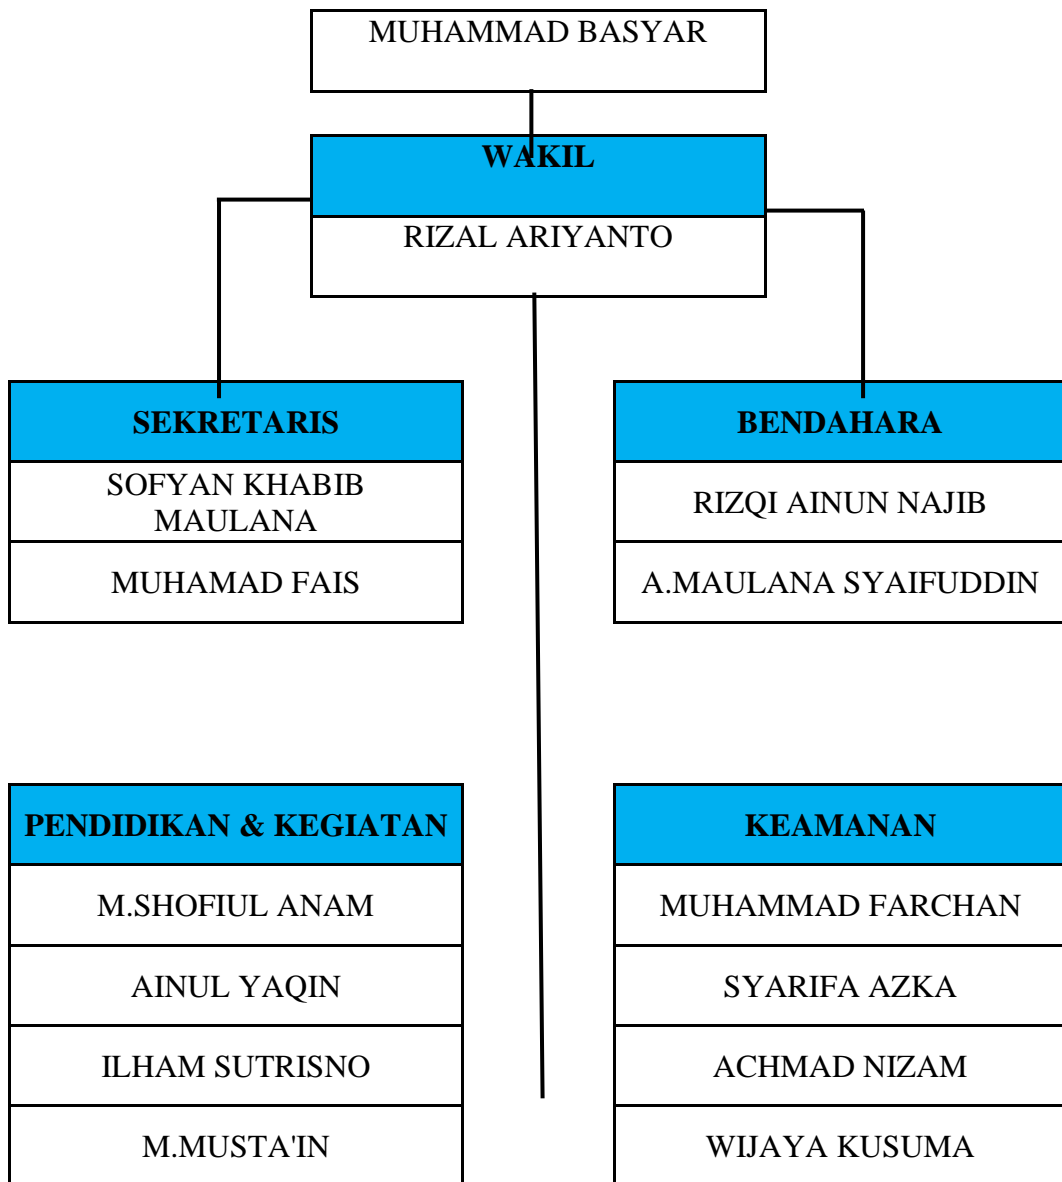 MUHAMMAD BASYAR
WAKIL
RIZAL ARIYANTO
SEKRETARIS
SOFYAN KHABIB
MAULANA
MUHAMAD FAIS
BENDAHARA
RIZQI AINUN NAJIB
A.MAULANA SYAIFUDDIN
PENDIDIKAN & KEGIATAN
M.SHOFIUL ANAM
AINUL YAQIN
ILHAM SUTRISNO
M.MUSTA'IN
KEAMANAN
MUHAMMAD FARCHAN
SYARIFA AZKA
ACHMAD NIZAM
WIJAYA KUSUMA